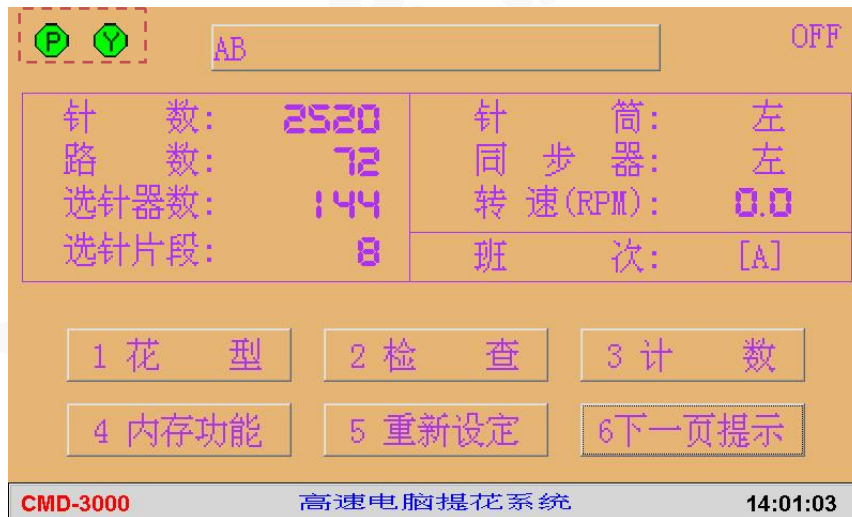 P Y AB OFF
针 数: 2520 针 筒: 左
路 数: 72 同 步 器: 左
选针器数: 144 转 速(RPM): 0.0
选针片段: 8 班 次: [A]
1 花 型 2 检 查 3 计 数
4 内存功能 5 重新设定 6下一页提示
CMD-3000 高速电脑提花系统 14:01:03